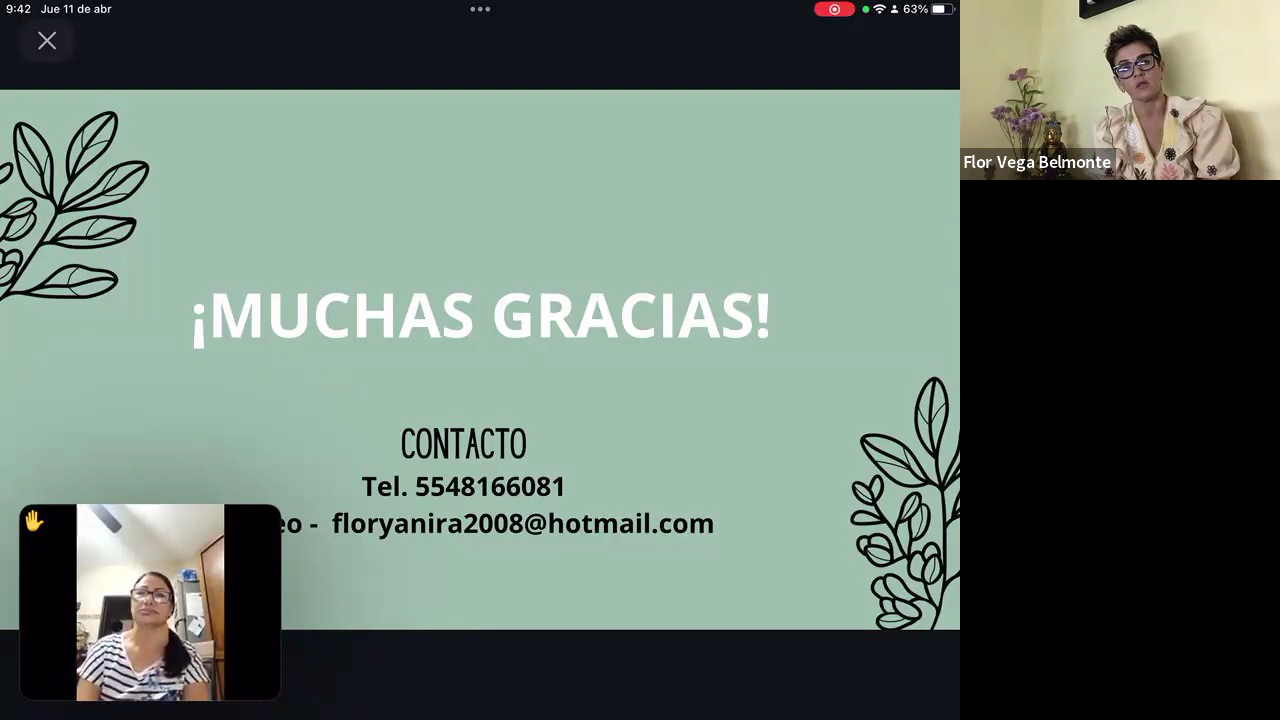 9:42 Jue 11 de abr
63%
Flor Vega Belmonte
¡MUCHAS GRACIAS!
CONTACTO
Tel. 5548166081
eo - floryanira2008@hotmail.com